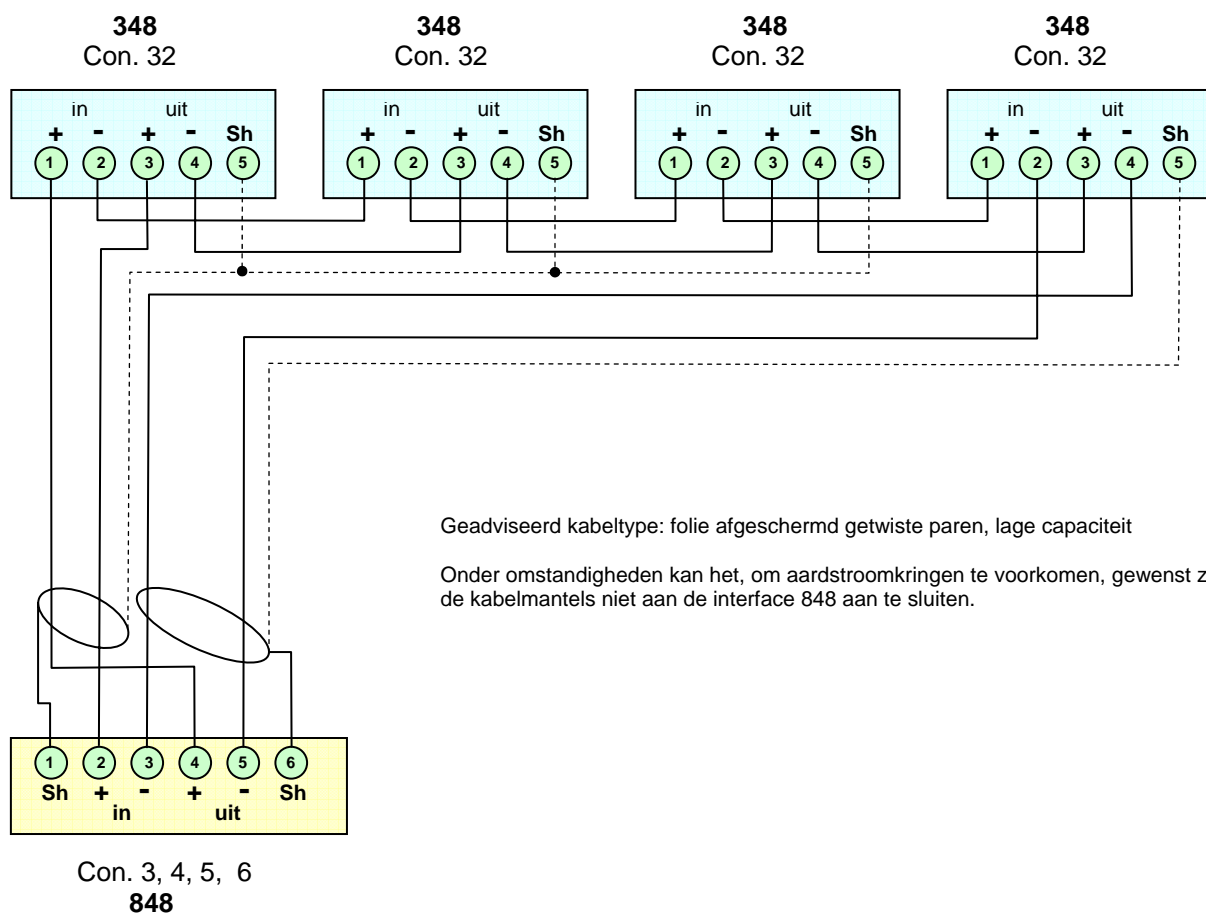 348 348 348 348
Con. 32 Con. 32 Con. 32 Con. 32
in uit in uit in uit in uit
+ - + - Sh + - + - Sh + - + - Sh + - + - Sh
1 2 3 4 5 1 2 3 4 5 1 2 3 4 5 1 2 3 4 5
Geadviseerd kabeltype: folie afgeschermd getwiste paren, lage capaciteit
Onder omstandigheden kan het, om aardstroomkringen te voorkomen, gewenst z
de kabelmantels niet aan de interface 848 aan te sluiten.
1 2 3 4 5 6
Sh + - + - Sh
in uit
Con. 3, 4, 5, 6
848